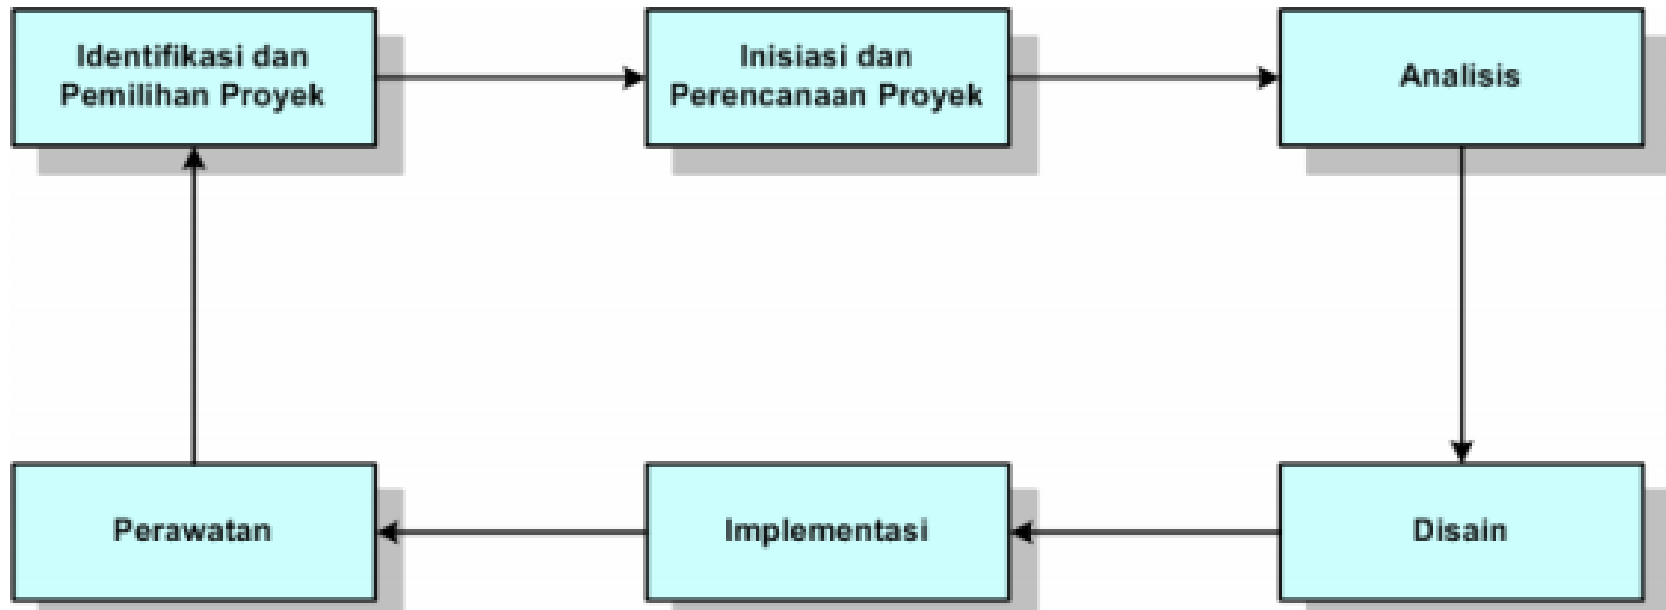 Identifikasi dan
Pemilihan Proyek
Inisiasi dan
Perencanaan Proyek
Analisis
Perawatan
Implementasi
Disain